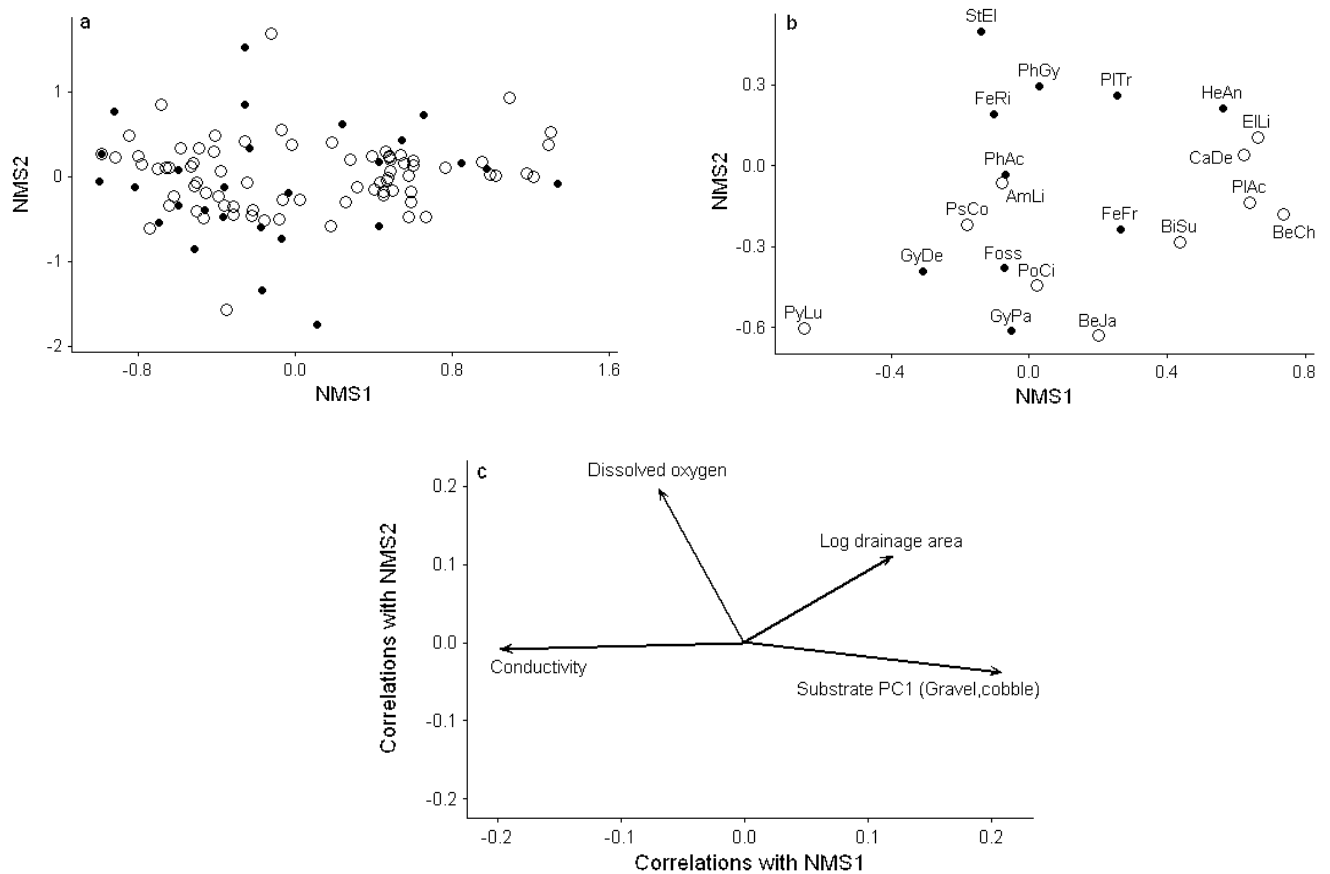 a
1
0
-1
-2
NMS2
-0.8
0.0
0.8
1.6
NMS1
b
0.3
0.0
-0.3
-0.6
NMS2
StEl
PhGy
PlTr
FeRi
HeAn
ElLi
CaDe
PhAc
AmLi
PlAc
PsCo
FeFr
BiSu
BeCh
GyDe
Foss
PoCi
PyLu
GyPa
BeJa
-0.4
0.0
0.4
0.8
NMS1
c
0.2
0.1
0.0
-0.1
-0.2
Correlations with NMS2
Dissolved oxygen
Log drainage area
Conductivity
Substrate PC1 (Gravel,cobble)
-0.2
-0.1
0.0
0.1
0.2
Correlations with NMS1